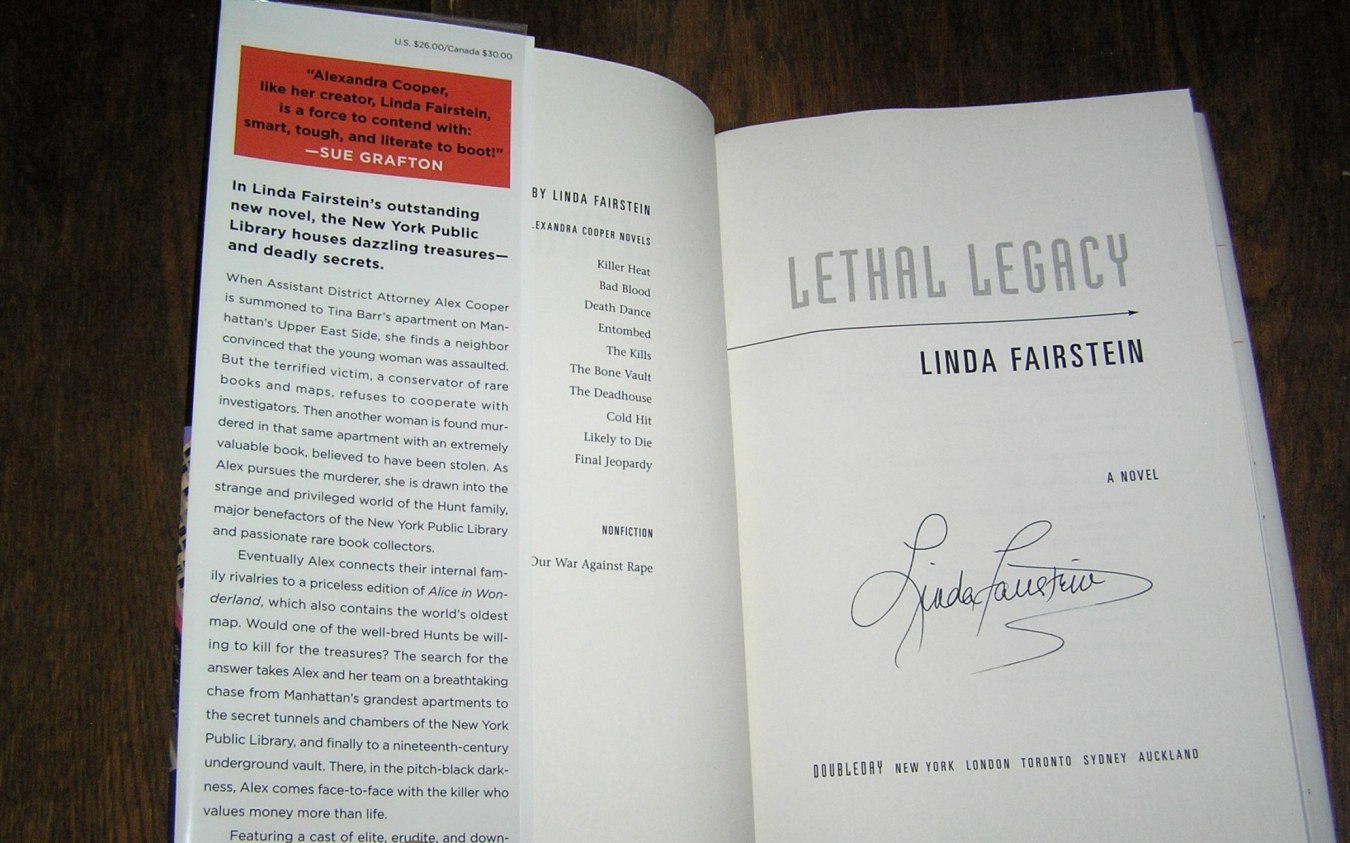 U.S. $26.00/Canada $30.00
“Alexandra Cooper,
like her creator, Linda Fairstein,
is a force to contend with:
smart, tough, and literate to boot!”
—SUE GRAFTON
In Linda Fairstein’s outstanding
new novel, the New York Public
Library houses dazzling treasures—
and deadly secrets.
When Assistant District Attorney Alex Cooper
is summoned to Tina Barr’s apartment on Man-
hattan’s Upper East Side, she finds a neighbor
convinced that the young woman was assaulted.
But the terrified victim, a conservator of rare
books and maps, refuses to cooperate with
investigators. Then another woman is found mur-
dered in that same apartment with an extremely
valuable book, believed to have been stolen. As
Alex pursues the murderer, she is drawn into the
strange and privileged world of the Hunt family,
major benefactors of the New York Public Library
and passionate rare book collectors.
Eventually Alex connects their internal fam-
ily rivalries to a priceless edition of Alice in Won-
derland, which also contains the world’s oldest
map. Would one of the well-bred Hunts be will-
ing to kill for the treasures? The search for the
answer takes Alex and her team on a breathtaking
chase from Manhattan’s grandest apartments to
the secret tunnels and chambers of the New York
Public Library, and finally to a nineteenth-century
underground vault. There, in the pitch-black dark-
ness, Alex comes face-to-face with the killer who
values money more than life.
Featuring a cast of elite, erudite, and down-
BY LINDA FAIRSTEIN
EXANDRA COOPER NOVELS
Killer Heat
Bad Blood
Death Dance
Entombed
The Kills
The Bone Vault
The Deadhouse
Cold Hit
Likely to Die
Final Jeopardy
NONFICTION
Our War Against Rape
LETHAL LEGACY
LINDA FAIRSTEIN
A NOVEL
Linda Fairstein
DOUBLEDAY NEW YORK LONDON TORONTO SYDNEY AUCKLAND